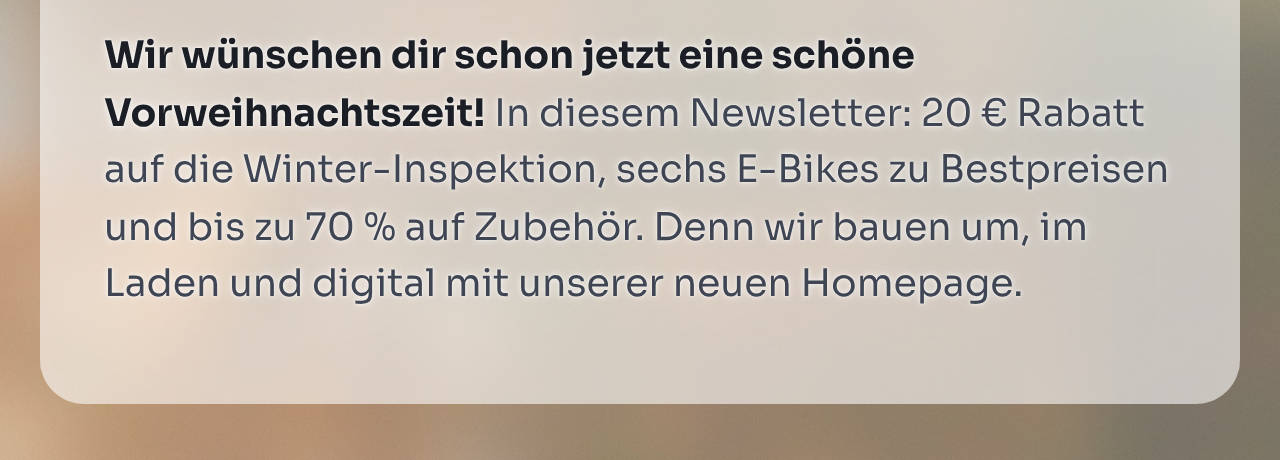 Wir wünschen dir schon jetzt eine schöne
Vorweihnachtszeit! In diesem Newsletter: 20 € Rabatt
auf die Winter-Inspektion, sechs E-Bikes zu Bestpreisen
und bis zu 70 % auf Zubehör. Denn wir bauen um, im
Laden und digital mit unserer neuen Homepage.